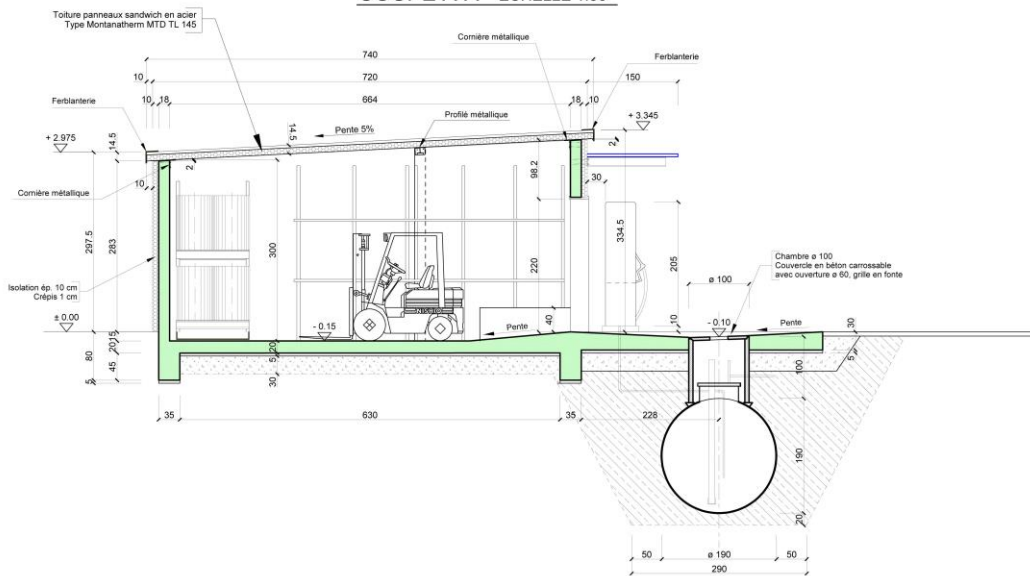 COUPE A-A ECHELLE 1:50
Toiture panneaux sandwich en acier
Type Montanatherm MTD TL 145
Cornière métallique
740
Ferblanterie
10
720
150
10
18
664
18
10
Ferblanterie
Profilé métallique
+ 3.345
+ 2.975
14.5
14.5
Pente 5%
2
2
98.2
10
Cornière métallique
30
297.5
283
300
334.5
205
220
Chambre ø 100
Couvercle en béton carrossable
avec ouverture ø 60, grille en fonte
Isolation ép. 10 cm
Crêpis 1 cm
ø 100
± 0.00
- 0.15
40
10
- 0.10
Pente
Pente
30
80
15
20
45
5
20
5
30
5
100
35
630
35
228
190
20
50
ø 190
50
290